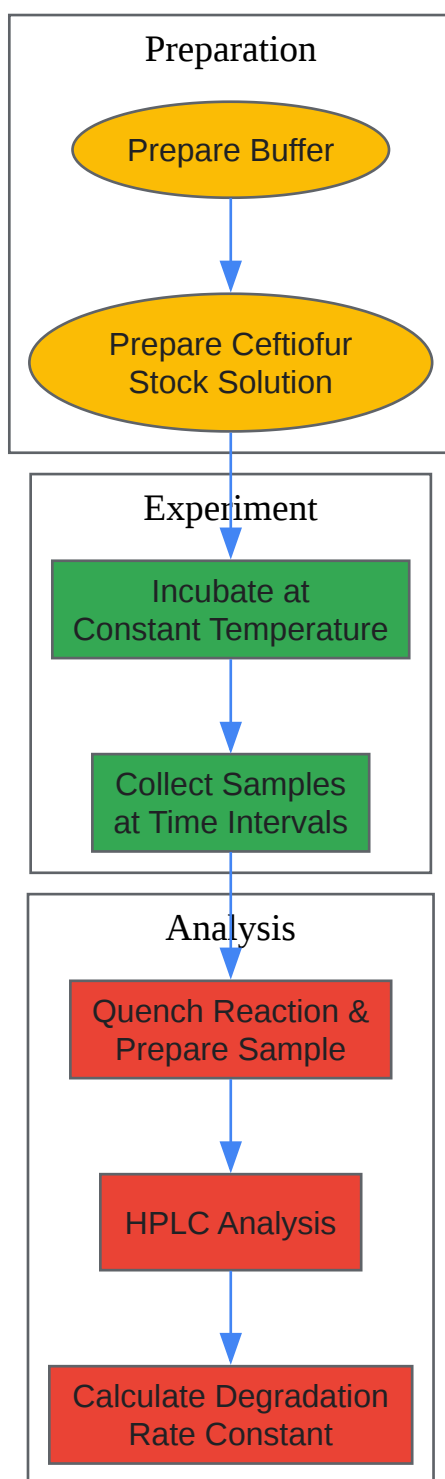 Preparation
Prepare Buffer
Prepare Ceftiofur
Stock Solution
Experiment
Incubate at
Constant Temperature
Collect Samples
at Time Intervals
Analysis
Quench Reaction &
Prepare Sample
HPLC Analysis
Calculate Degradation
Rate Constant